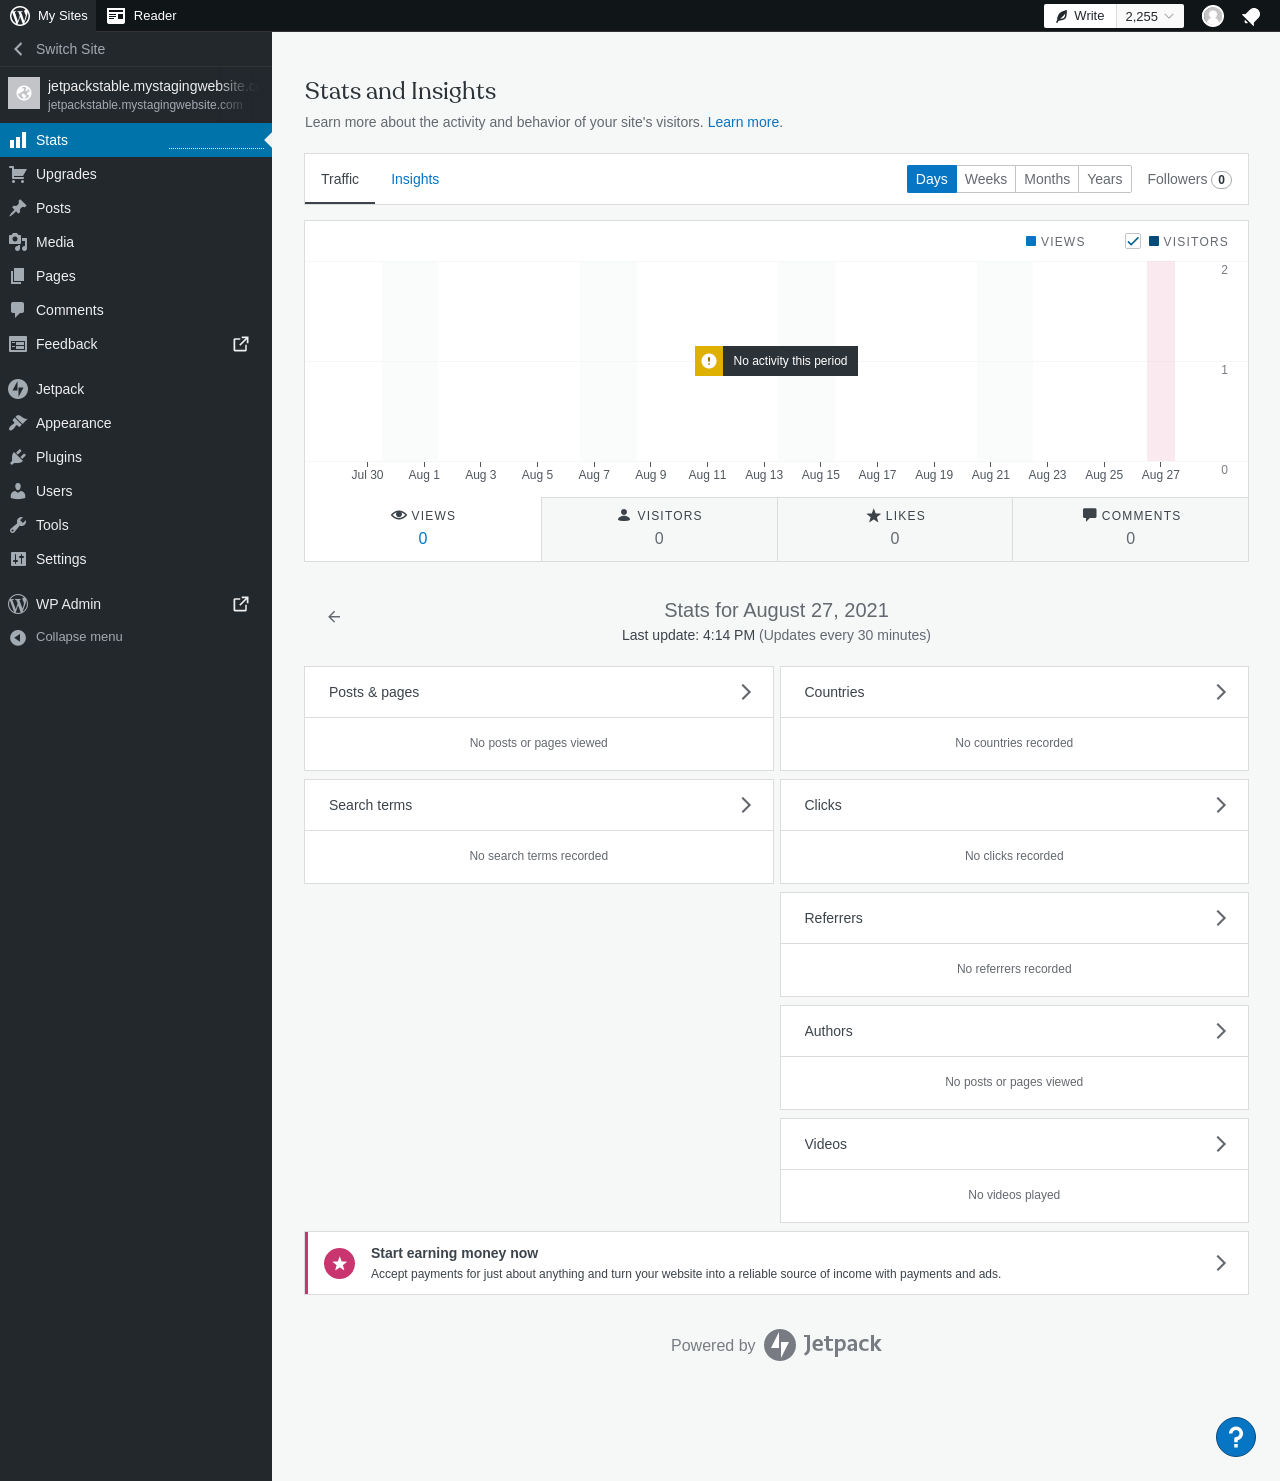 My Sites
Reader
Write
2,255
Switch Site
jetpackstable.mystagingwebsite.c
jetpackstable.mystagingwebsite.com
Stats
Upgrades
Posts
Media
Pages
Comments
Feedback
Jetpack
Appearance
Plugins
Users
Tools
Settings
WP Admin
Collapse menu
Stats and Insights
Learn more about the activity and behavior of your site's visitors. Learn more.
Traffic
Insights
Days
Weeks
Months
Years
Followers 0
VIEWS
VISITORS
2
No activity this period
1
0
Jul 30
Aug 1
Aug 3
Aug 5
Aug 7
Aug 9
Aug 11
Aug 13
Aug 15
Aug 17
Aug 19
Aug 21
Aug 23
Aug 25
Aug 27
VIEWS
0
VISITORS
0
LIKES
0
COMMENTS
0
Stats for August 27, 2021
Last update: 4:14 PM (Updates every 30 minutes)
Posts & pages
No posts or pages viewed
Search terms
No search terms recorded
Countries
No countries recorded
Clicks
No clicks recorded
Referrers
No referrers recorded
Authors
No posts or pages viewed
Videos
No videos played
Start earning money now
Accept payments for just about anything and turn your website into a reliable source of income with payments and ads.
Powered by Jetpack
?